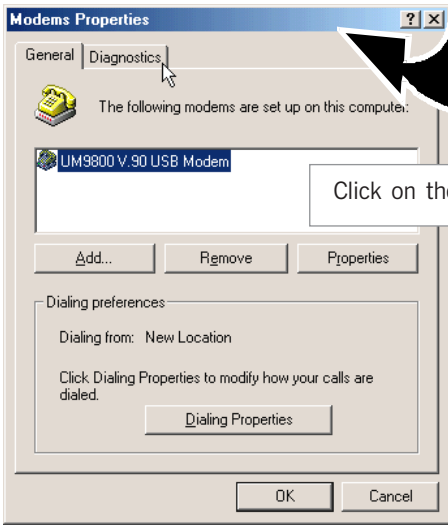 Modems Properties
General Diagnostics
The following modems are set up on this computer:
UM9800 V.90 USB Modem
Click on the
Add... Remove Properties
Dialing preferences
Dialing from: New Location
Click Dialing Properties to modify how your calls are
dialed.
Dialing Properties
OK Cancel